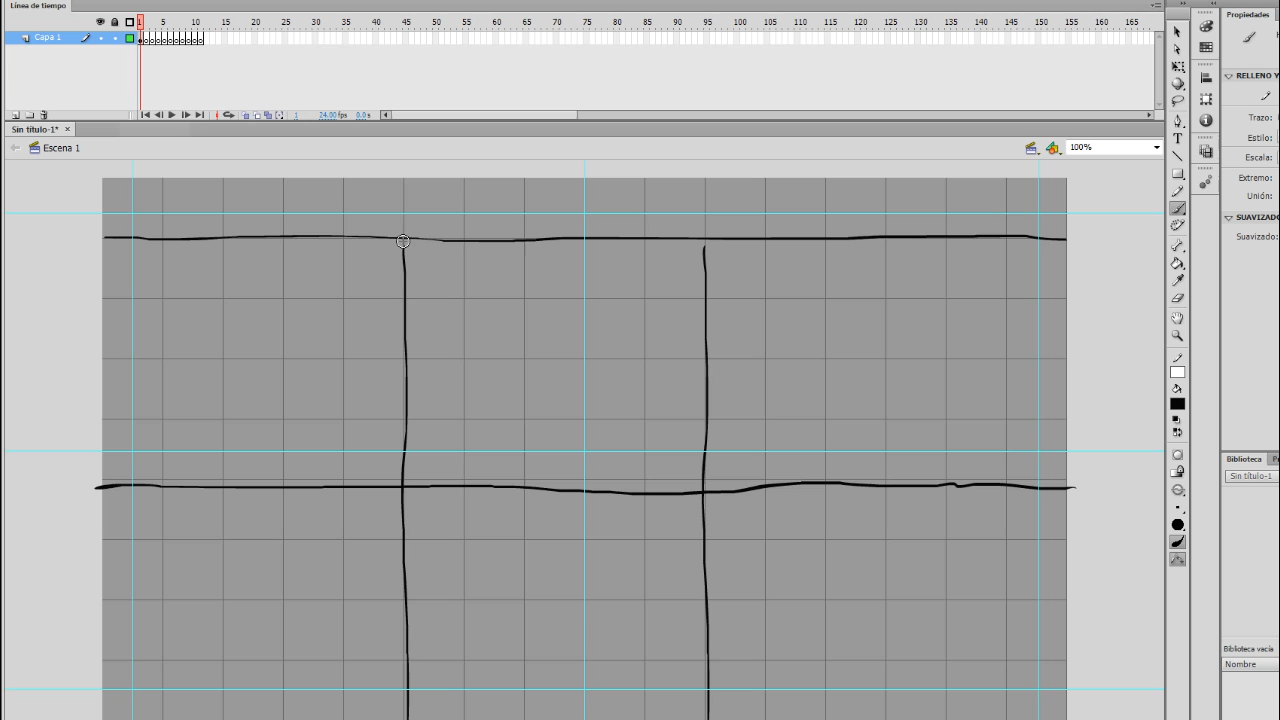 Línea de tiempo
1 5 10 15 20 25 30 35 40 45 50 55 60 65 70 75 80 85 90 95 100 105 110 115 120 125 130 135 140 145 150 155 160 165
Capa 1
1 24.00 fps 0.0 s
Sin título-1*
Escena 1
100%
Propiedades
RELLENO Y
Trazo:
Estilo:
Escala:
Extremo:
Unión:
SUAVIZAD
Suavizado:
Biblioteca
Sin título-1
Biblioteca vacía
Nombre